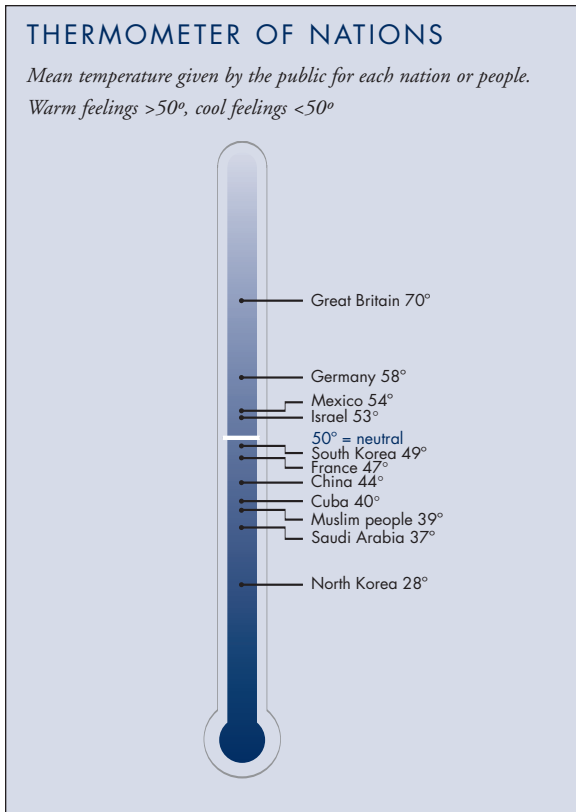 THERMOMETER OF NATIONS
Mean temperature given by the public for each nation or people.
Warm feelings >50º, cool feelings <50º
Great Britain 70°
Germany 58°
Mexico 54°
Israel 53°
50° = neutral
South Korea 49°
France 47°
China 44°
Cuba 40°
Muslim people 39°
Saudi Arabia 37°
North Korea 28°